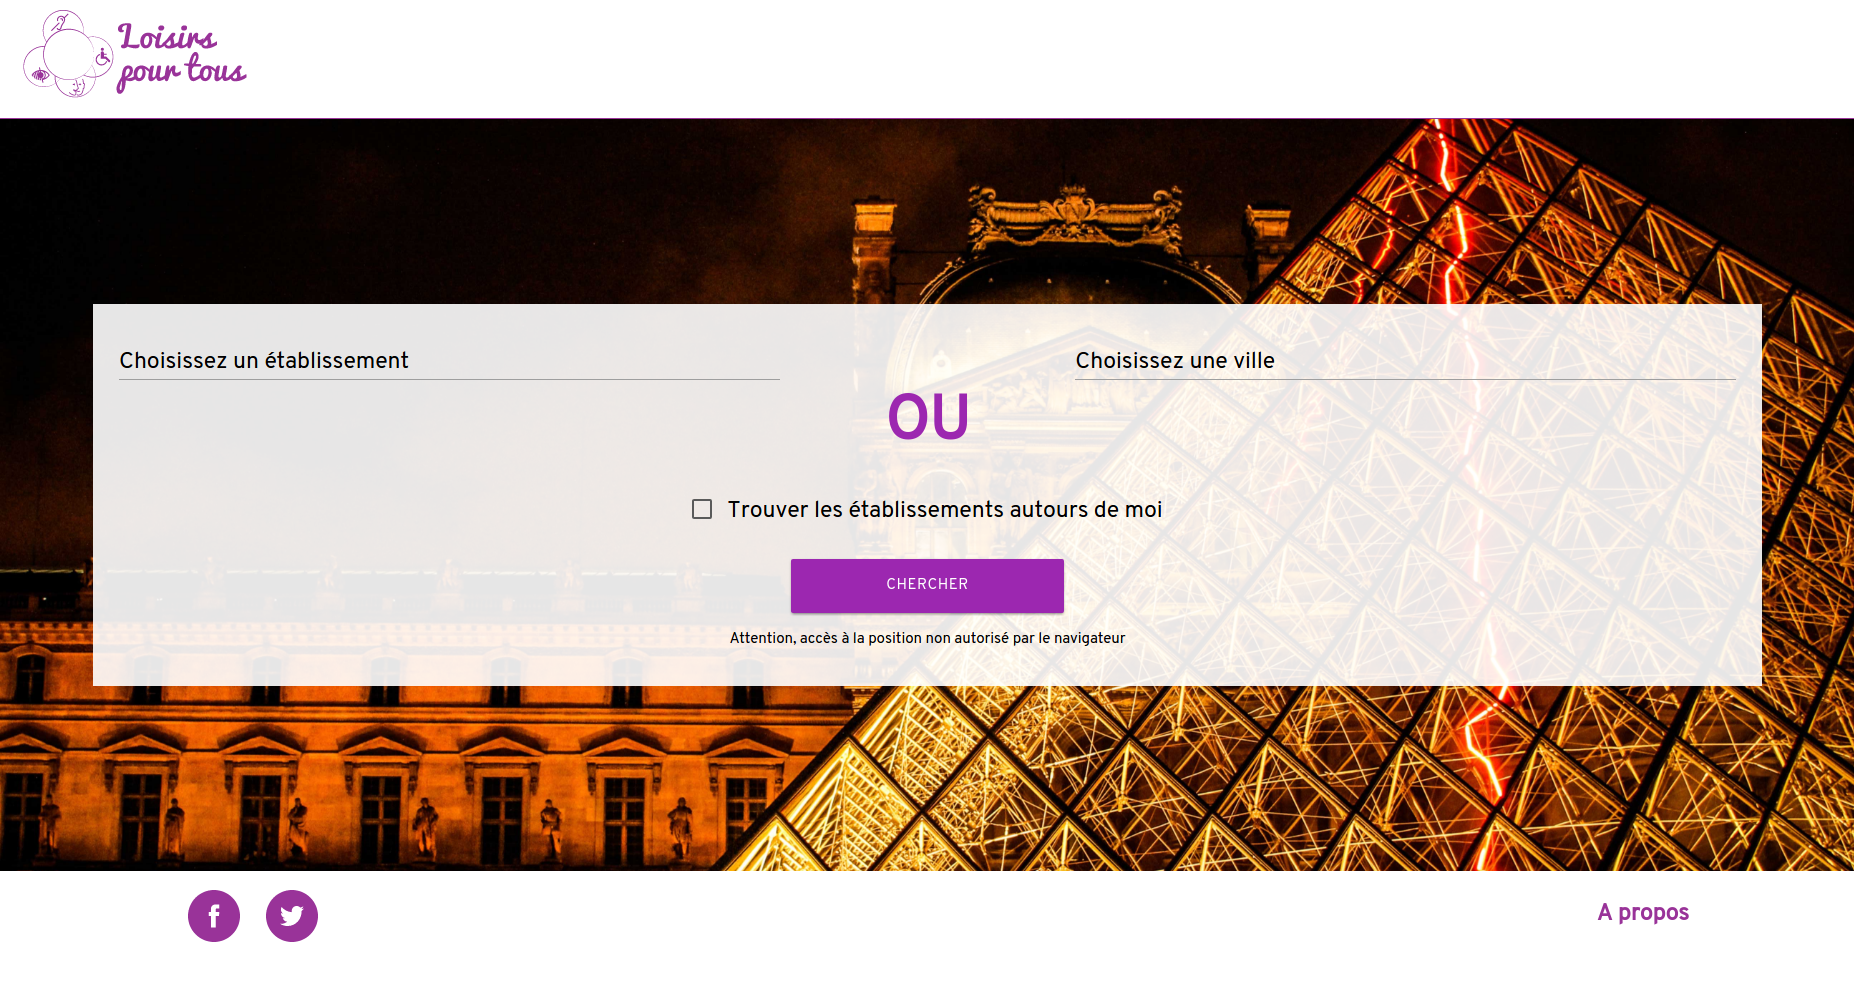 Loisirs
pour tous
Choisissez un établissement
Choisissez une ville
OU
Trouver les établissements autours de moi
CHERCHER
Attention, accès à la position non autorisé par le navigateur
A propos